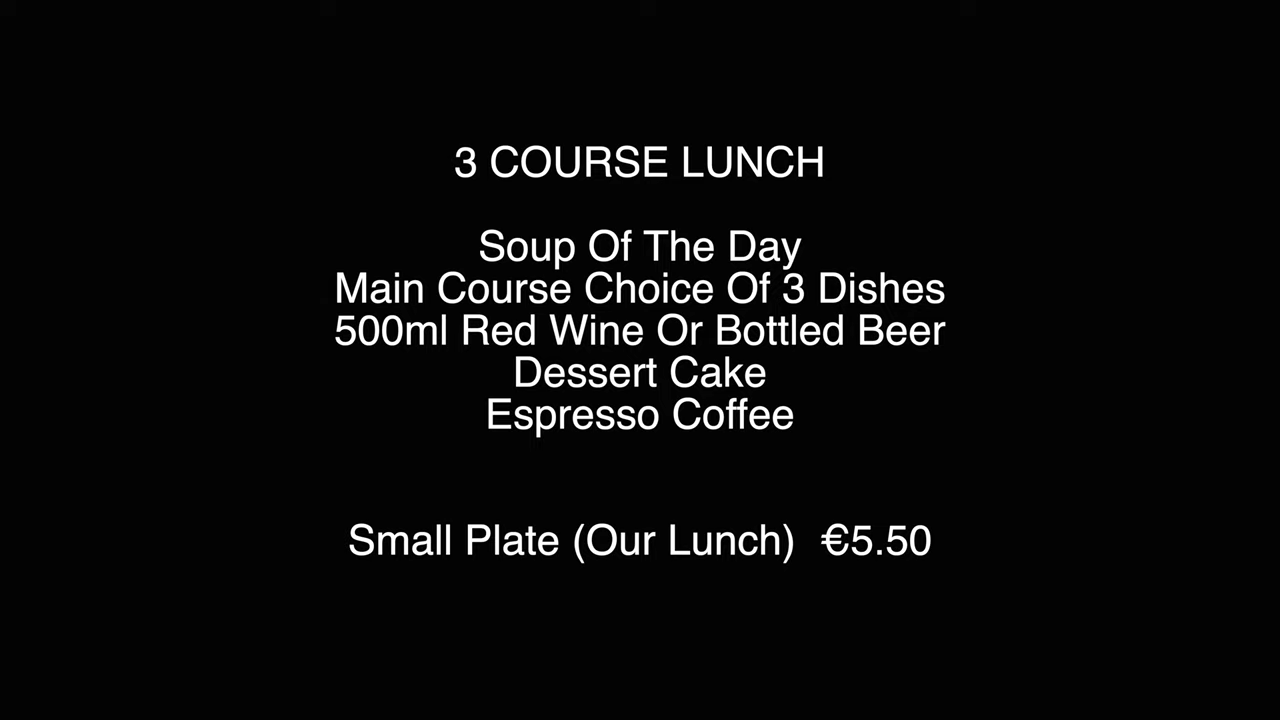 3 COURSE LUNCH
Soup Of The Day
Main Course Choice Of 3 Dishes
500ml Red Wine Or Bottled Beer
Dessert Cake
Espresso Coffee
Small Plate (Our Lunch) €5.50